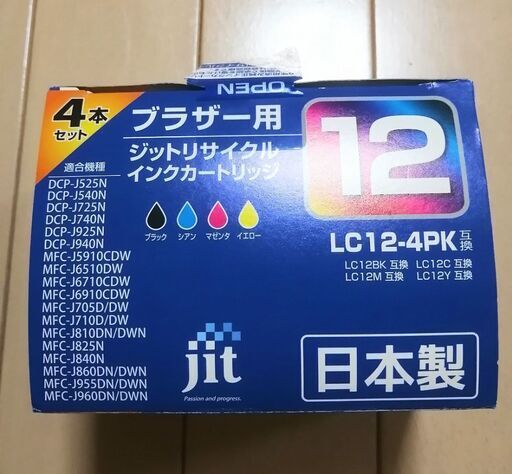 OPEN
4本
セット
ブラザー用
ジットリサイクル
インクカートリッジ
12
適合機種
DCP-J525N
DCP-J540N
DCP-J725N
DCP-J740N
DCP-J925N
DCP-J940N
MFC-J5910CDW
MFC-J6510DW
MFC-J6710CDW
MFC-J6910CDW
MFC-J705D/DW
MFC-J710D/DW
MFC-J810DN/DWN
MFC-J825N
MFC-J840N
MFC-J860DN/DWN
MFC-J955DN/DWN
MFC-J960DN/DWN
ブラック シアン マゼンタ イエロー
LC12-4PK互換
LC12BK 互換 LC12C 互換
LC12M 互換 LC12Y 互換
jit
Passion and progress.
日本製